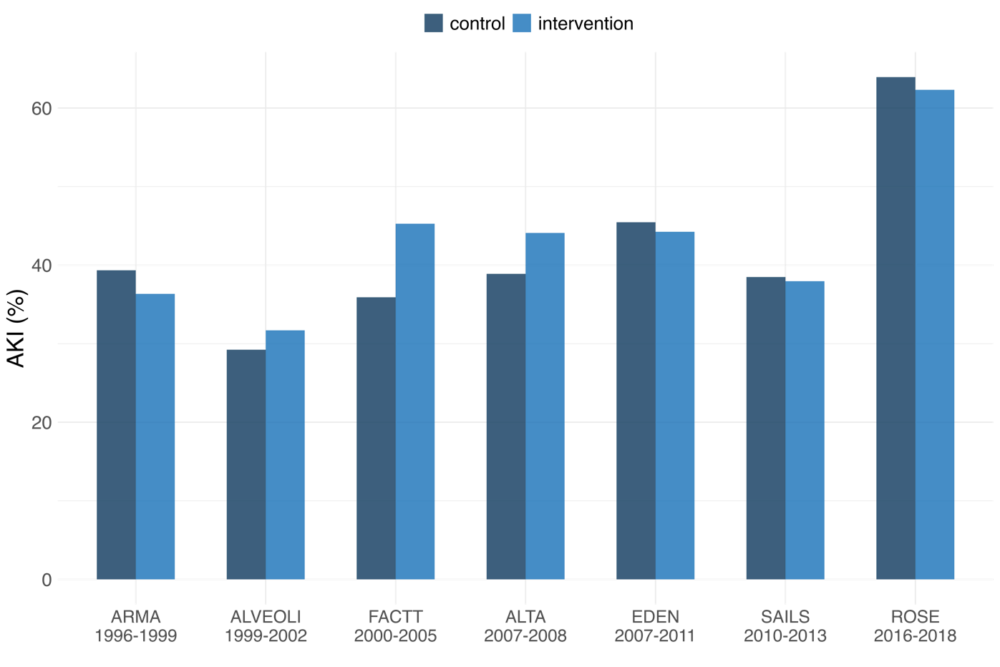 control intervention
AKI (%)
60
40
20
0
ARMA ALVEOLI FACTT ALTA EDEN SAILS ROSE
1996-1999 1999-2002 2000-2005 2007-2008 2007-2011 2010-2013 2016-2018